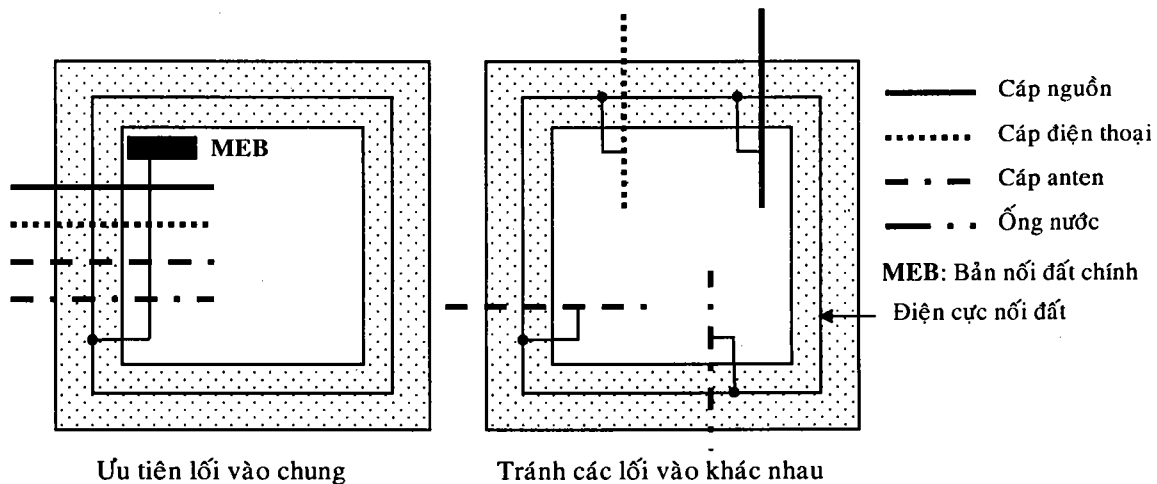 MEB
Cáp nguồn
Cáp điện thoại
Cáp anten
Ống nước
MEB: Bản nối đất chính
Điện cực nối đất
Ưu tiên lối vào chung
Tránh các lối vào khác nhau